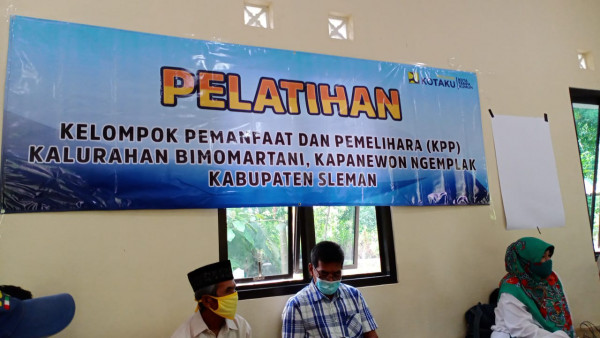 KOTAKU
PELATIHAN
KELOMPOK PEMANFAAT DAN PEMELIHARA (KPP)
KALURAHAN BIMOMARTANI, KAPANEWON NGEMPLAK
KABUPATEN SLEMAN